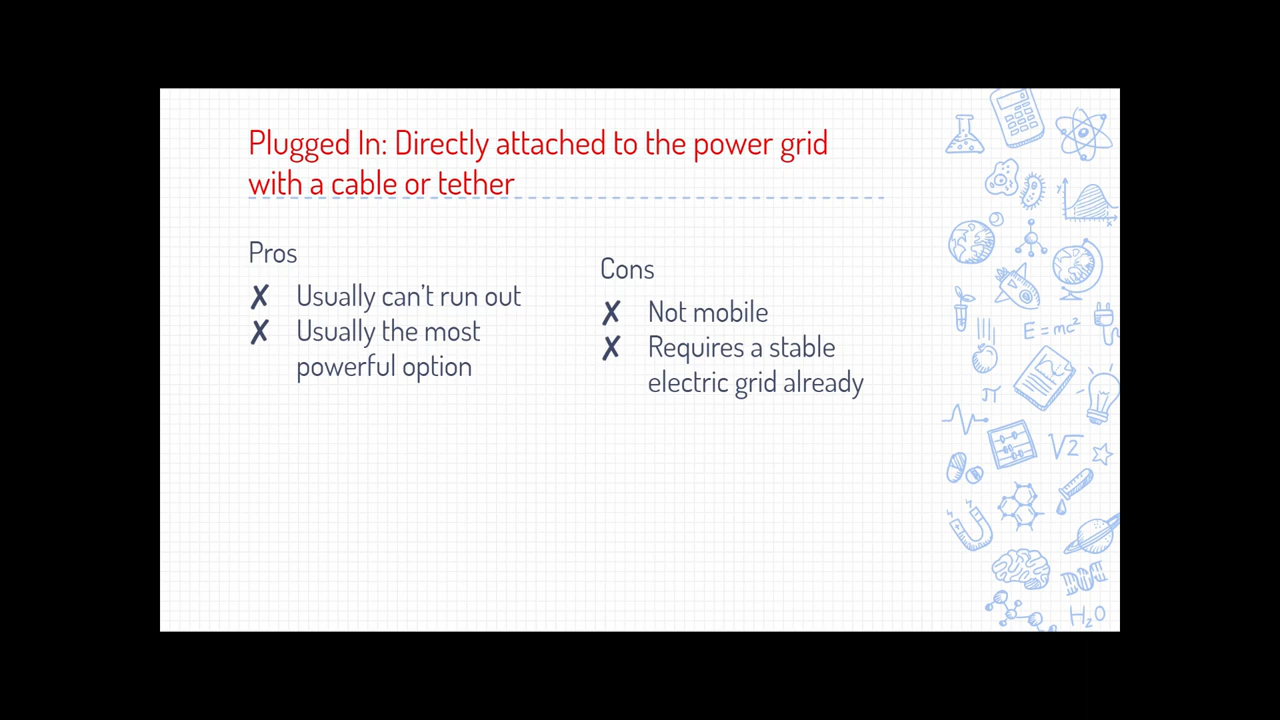 Plugged In: Directly attached to the power grid
with a cable or tether
Pros
✗ Usually can't run out
✗ Usually the most
powerful option
Cons
✗ Not mobile
✗ Requires a stable
electric grid already
E=mc²
π
√2
H₂O
y
x